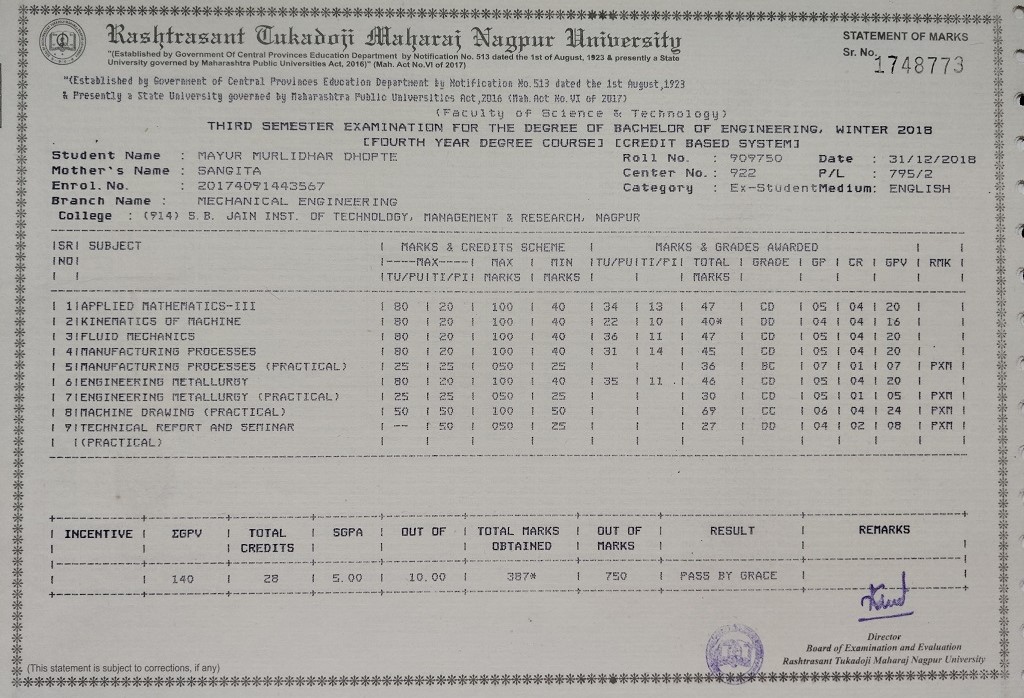 Rashtrasant Tukadoji Maharaj Nagpur University
"(Established by Government Of Central Provinces Education Department by Notification No. 513 dated the 1st of August, 1923 & presently a State
University governed by Maharashtra Public Universities Act, 2016)" (Mah. Act No.VI of 2017)
STATEMENT OF MARKS
Sr. No. 1748773
"(Established by Government of Central Provinces Education Department by Notification No.513 dated the 1st August,1923
& Presently a State University governed by Maharashtra Public Universities Act,2016 (Mah.Act No.VI of 2017)
(Faculty of Science & Technology)
THIRD SEMESTER EXAMINATION FOR THE DEGREE OF BACHELOR OF ENGINEERING, WINTER 2018
[FOURTH YEAR DEGREE COURSE] [CREDIT BASED SYSTEM]
Student Name : MAYUR MURLIDHAR DHOPTE Roll No. : 909750 Date : 31/12/2018
Mother's Name : SANGITA Center No.: 922 P/L : 795/2
Enrol. No. : 20174091443567 Category : Ex-Student Medium: ENGLISH
Branch Name : MECHANICAL ENGINEERING
College : (914) S.B. JAIN INST. OF TECHNOLOGY, MANAGEMENT & RESEARCH, NAGPUR
|SR| SUBJECT | MARKS & CREDITS SCHEME | MARKS & GRADES AWARDED | |
|NO| |----MAX----| MAX | MIN |TU/PU|TI/PI| TOTAL | GRADE | GP | CR | GPV | RMK |
| | |TU/PU|TI/PI| MARKS | MARKS | | | MARKS | | | | | |
| 1|APPLIED MATHEMATICS-III | 80 | 20 | 100 | 40 | 34 | 13 | 47 | CD | 05 | 04 | 20 | |
| 2|KINEMATICS OF MACHINE | 80 | 20 | 100 | 40 | 22 | 10 | 40* | DD | 04 | 04 | 16 | |
| 3|FLUID MECHANICS | 80 | 20 | 100 | 40 | 36 | 11 | 47 | CD | 05 | 04 | 20 | |
| 4|MANUFACTURING PROCESSES | 80 | 20 | 100 | 40 | 31 | 14 | 45 | CD | 05 | 04 | 20 | |
| 5|MANUFACTURING PROCESSES (PRACTICAL) | 25 | 25 | 050 | 25 | | | 36 | BC | 07 | 01 | 07 | PXM |
| 6|ENGINEERING METALLURGY | 80 | 20 | 100 | 40 | 35 | 11 | 46 | CD | 05 | 04 | 20 | |
| 7|ENGINEERING METALLURGY (PRACTICAL) | 25 | 25 | 050 | 25 | | | 30 | CD | 05 | 01 | 05 | PXM |
| 8|MACHINE DRAWING (PRACTICAL) | 50 | 50 | 100 | 50 | | | 69 | CC | 06 | 04 | 24 | PXM |
| 9|TECHNICAL REPORT AND SEMINAR | -- | 50 | 050 | 25 | | | 27 | DD | 04 | 02 | 08 | PXM |
| |(PRACTICAL) | | | | | | | | | | | | |
| INCENTIVE | ΣGPV | TOTAL | SGPA | OUT OF | TOTAL MARKS | OUT OF | RESULT | REMARKS |
| | | CREDITS | | | OBTAINED | MARKS | | |
| | 140 | 28 | 5.00 | 10.00 | 387* | 750 | PASS BY GRACE | |
Director
Board of Examination and Evaluation
Rashtrasant Tukadoji Maharaj Nagpur University
(This statement is subject to corrections, if any)